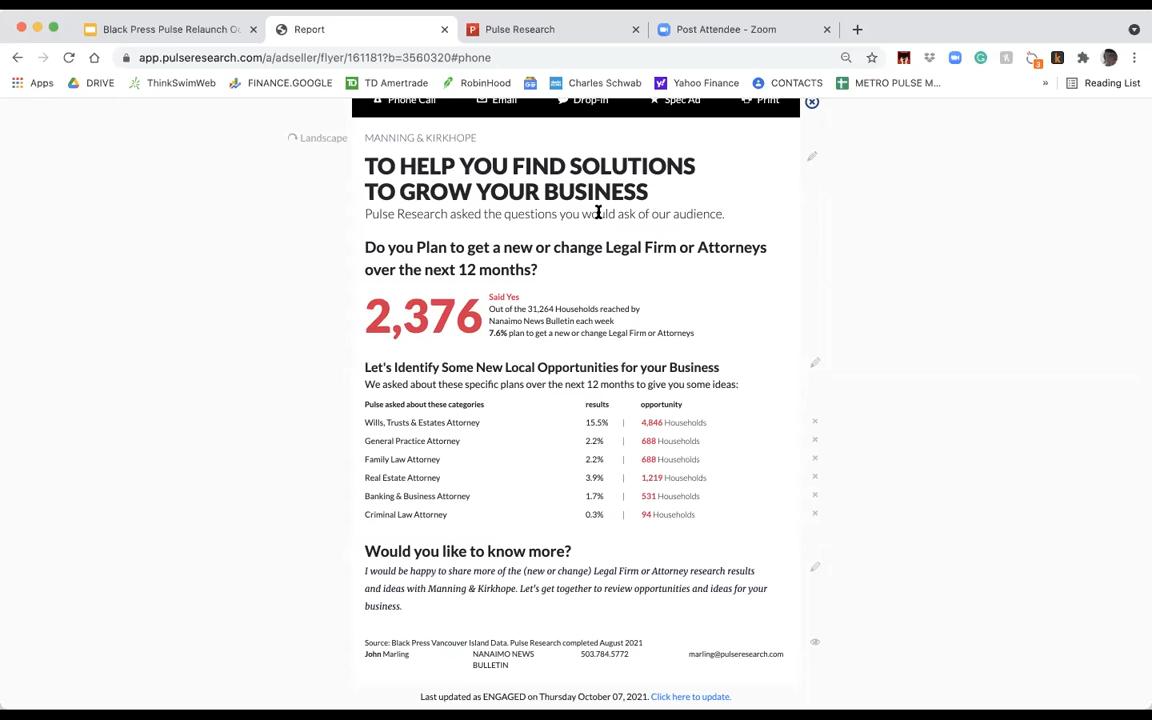 Black Press Pulse Relaunch Oc
Report
Pulse Research
Post Attendee - Zoom
app.pulseresearch.com/a/adseller/flyer/161181?b=3560320#phone
3
Apps
DRIVE
ThinkSwimWeb
FINANCE.GOOGLE
TD Amertrade
RobinHood
Charles Schwab
Yahoo Finance
CONTACTS
METRO PULSE M...
»
Reading List
Phone Call
Email
Drop-in
Spec Ad
Print
Landscape
MANNING & KIRKHOPE
TO HELP YOU FIND SOLUTIONS
TO GROW YOUR BUSINESS
Pulse Research asked the questions you would ask of our audience.
Do you Plan to get a new or change Legal Firm or Attorneys
over the next 12 months?
2,376
Said Yes
Out of the 31,264 Households reached by
Nanaimo News Bulletin each week
7.6% plan to get a new or change Legal Firm or Attorneys
Let's Identify Some New Local Opportunities for your Business
We asked about these specific plans over the next 12 months to give you some ideas:
Pulse asked about these categories results opportunity
Wills, Trusts & Estates Attorney 15.5% | 4,846 Households
General Practice Attorney 2.2% | 688 Households
Family Law Attorney 2.2% | 688 Households
Real Estate Attorney 3.9% | 1,219 Households
Banking & Business Attorney 1.7% | 531 Households
Criminal Law Attorney 0.3% | 94 Households
Would you like to know more?
I would be happy to share more of the (new or change) Legal Firm or Attorney research results
and ideas with Manning & Kirkhope. Let's get together to review opportunities and ideas for your
business.
Source: Black Press Vancouver Island Data. Pulse Research completed August 2021
John Marling NANAIMO NEWS 503.784.5772 marling@pulseresearch.com
BULLETIN
Last updated as ENGAGED on Thursday October 07, 2021. Click here to update.